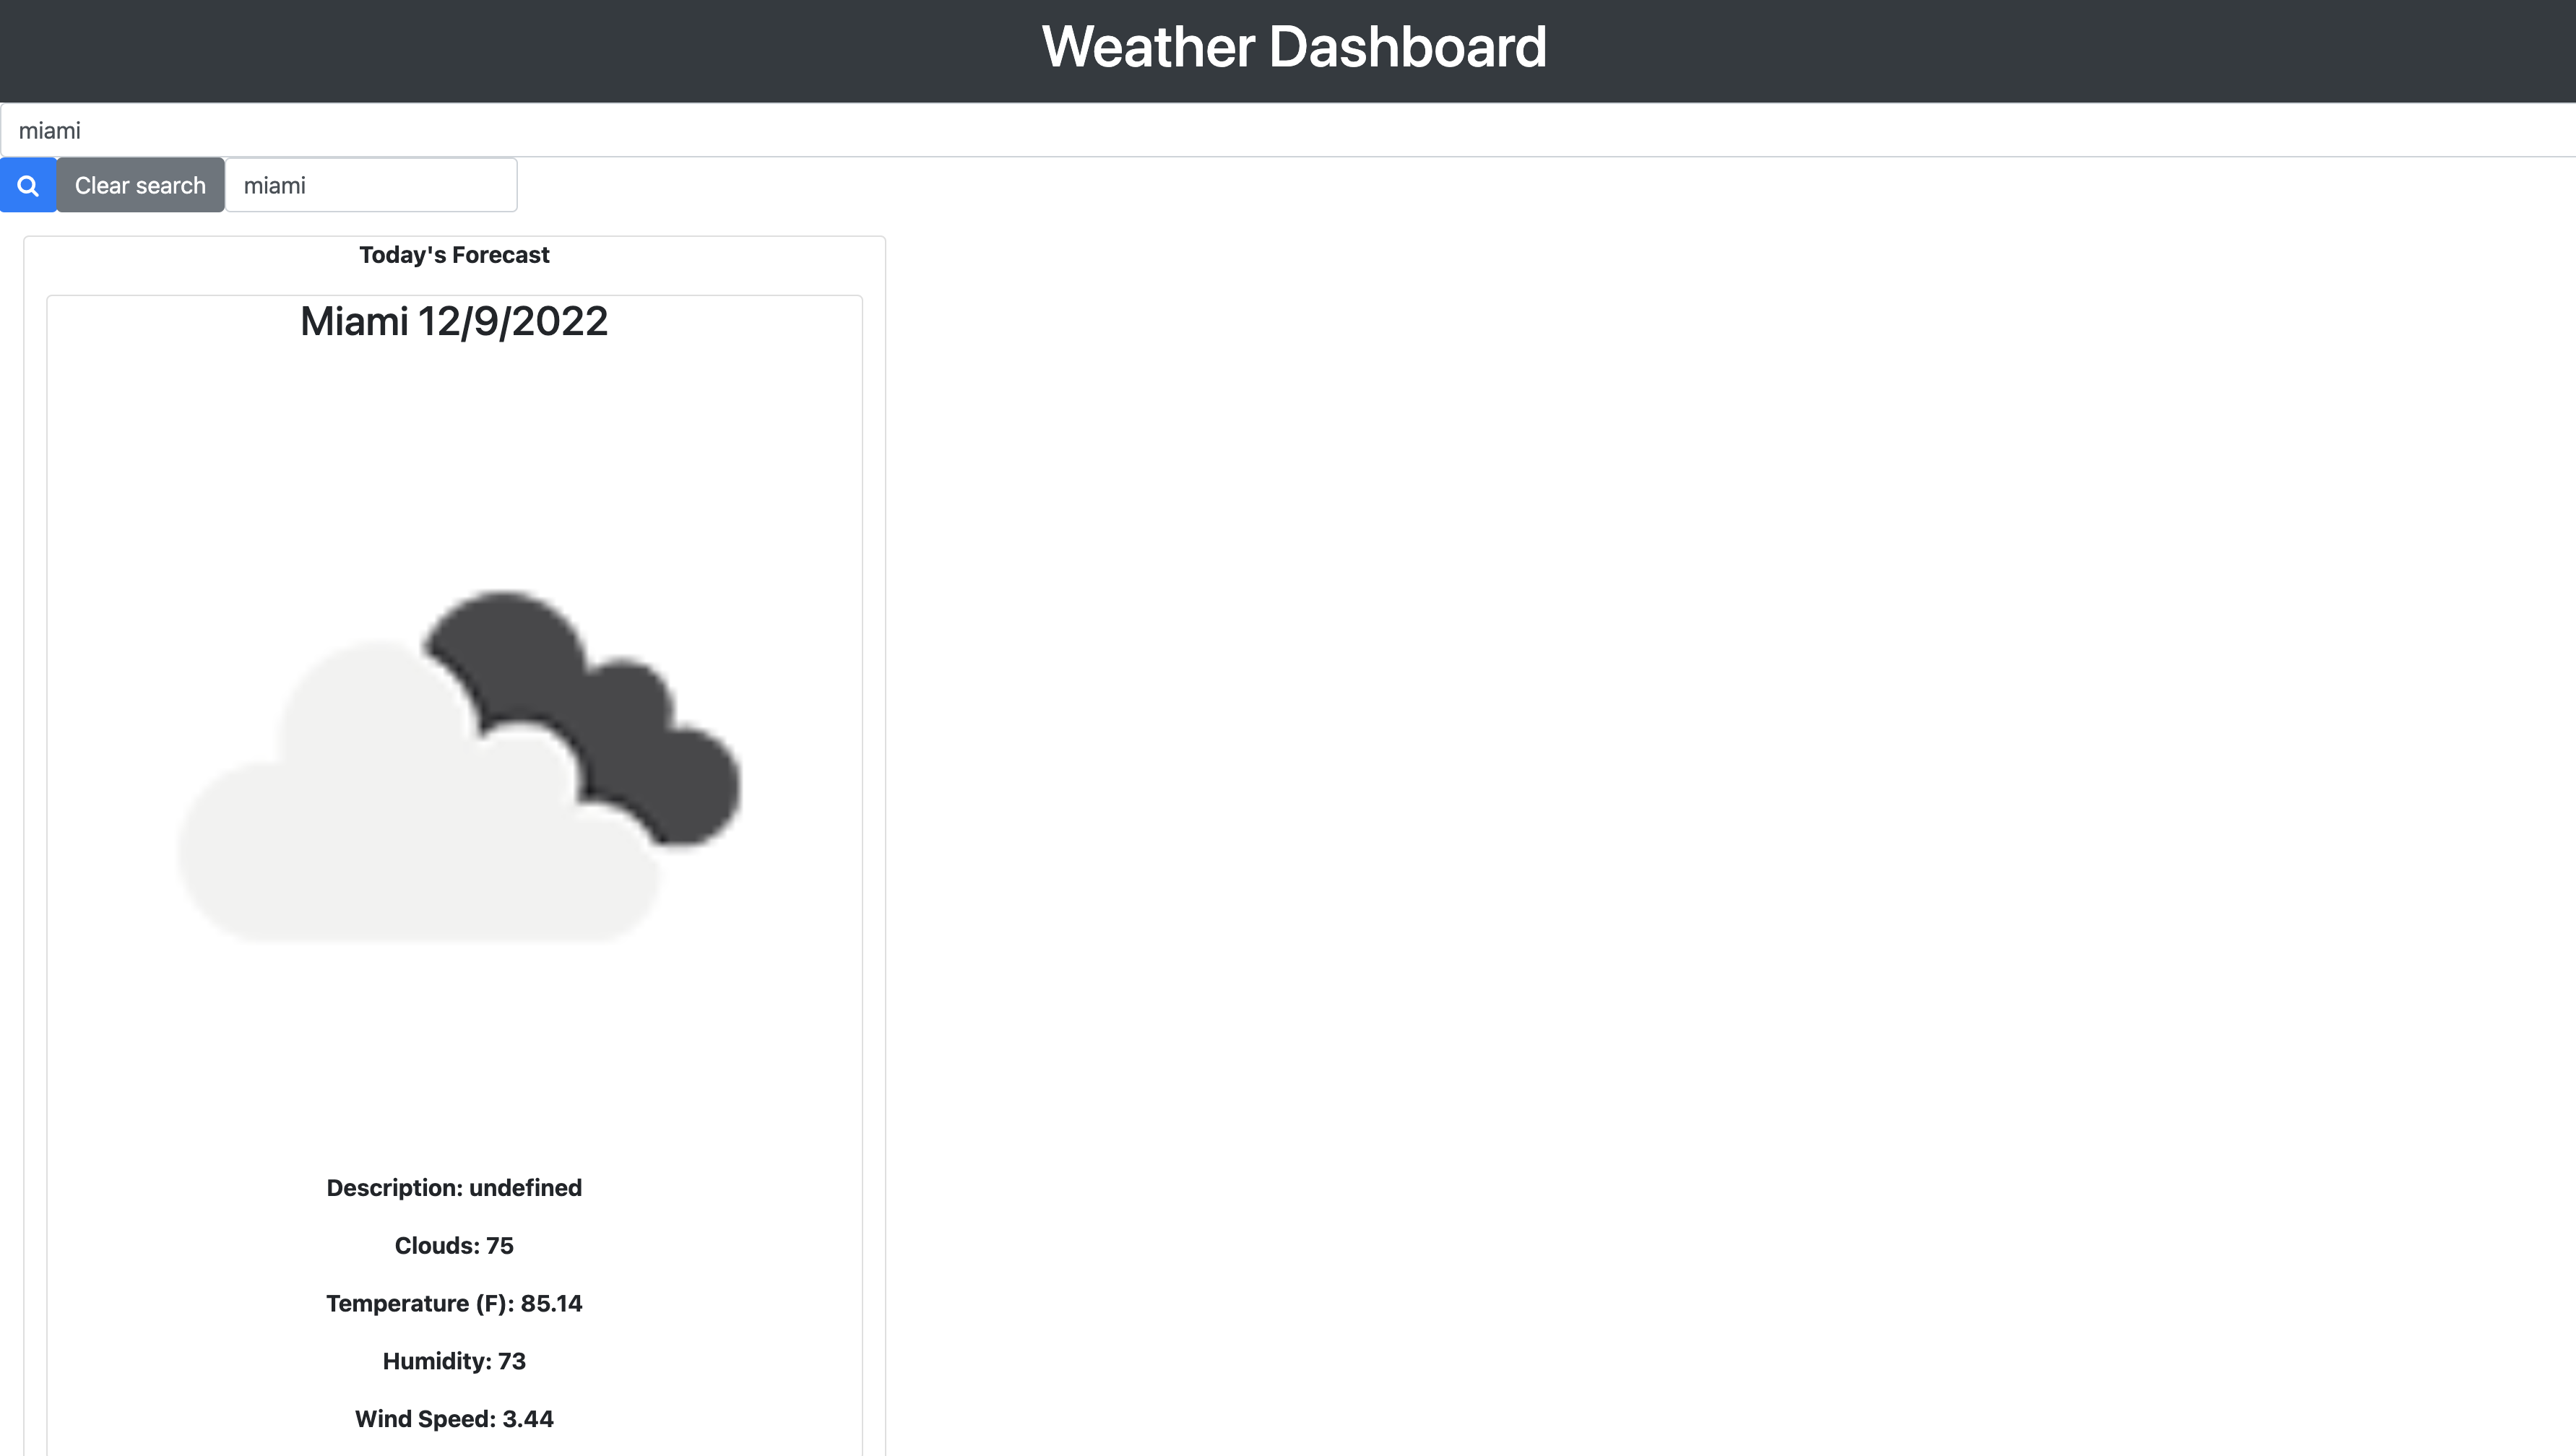 Weather Dashboard
miami
Clear search miami
Today's Forecast
Miami 12/9/2022
Description: undefined
Clouds: 75
Temperature (F): 85.14
Humidity: 73
Wind Speed: 3.44